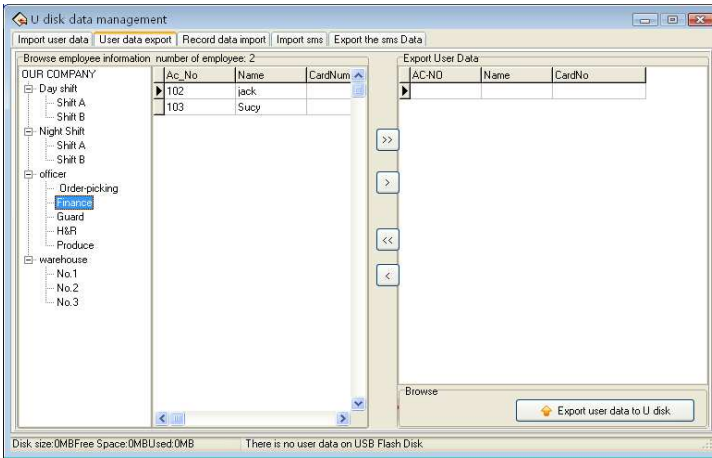 U disk data management
Import user data User data export Record data import Import sms Export the sms Data
Browse employee information number of employee: 2
OUR COMPANY
Day shift
Shift A
Shift B
Night Shift
Shift A
Shift B
officer
Order-picking
Finance
Guard
H&R
Produce
warehouse
No.1
No.2
No.3
Ac_No Name CardNum
102 jack
103 Sucy
>>
>
<<
<
Export User Data
AC-NO Name CardNo
Browse
Export user data to U disk
Disk size:0MBFree Space:0MBUsed:0MB There is no user data on USB Flash Disk